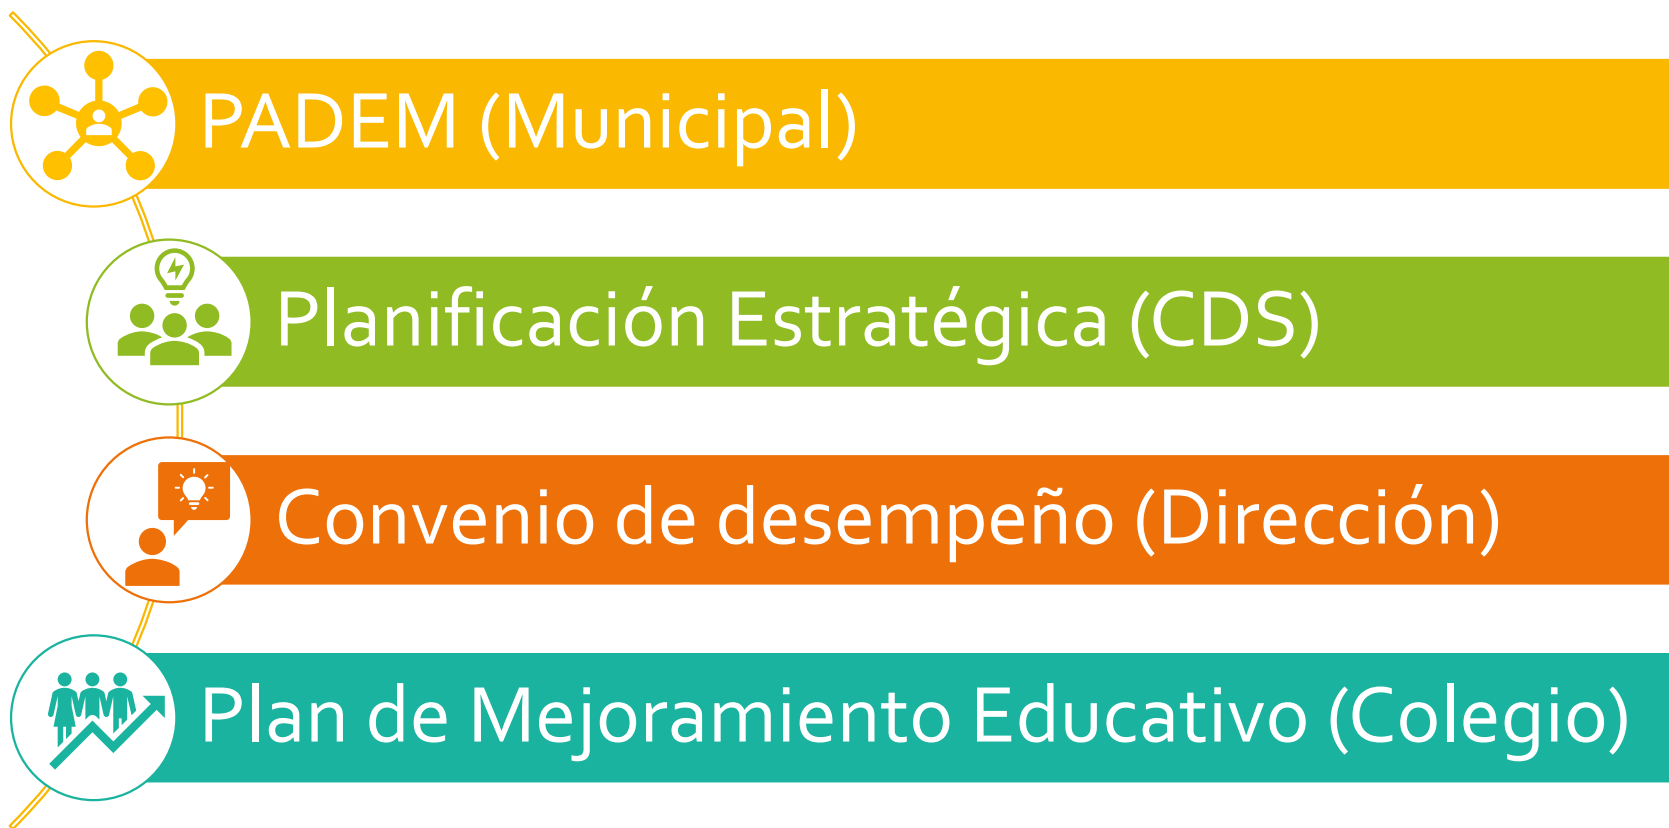 PADEM (Municipal)
Planificación Estratégica (CDS)
Convenio de desempeño (Dirección)
Plan de Mejoramiento Educativo (Colegio)